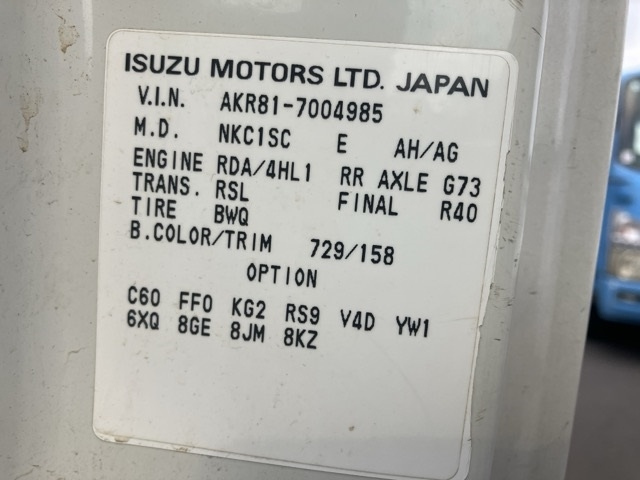 ISUZU MOTORS LTD. JAPAN
V.I.N. AKR81-7004985
M.D. NKC1SC E AH/AG
ENGINE RDA/4HL1 RR AXLE G73
TRANS. RSL FINAL R40
TIRE BWQ
B.COLOR/TRIM 729/158
OPTION
C60 FF0 KG2 RS9 V4D YW1
6XQ 8GE 8JM 8KZ